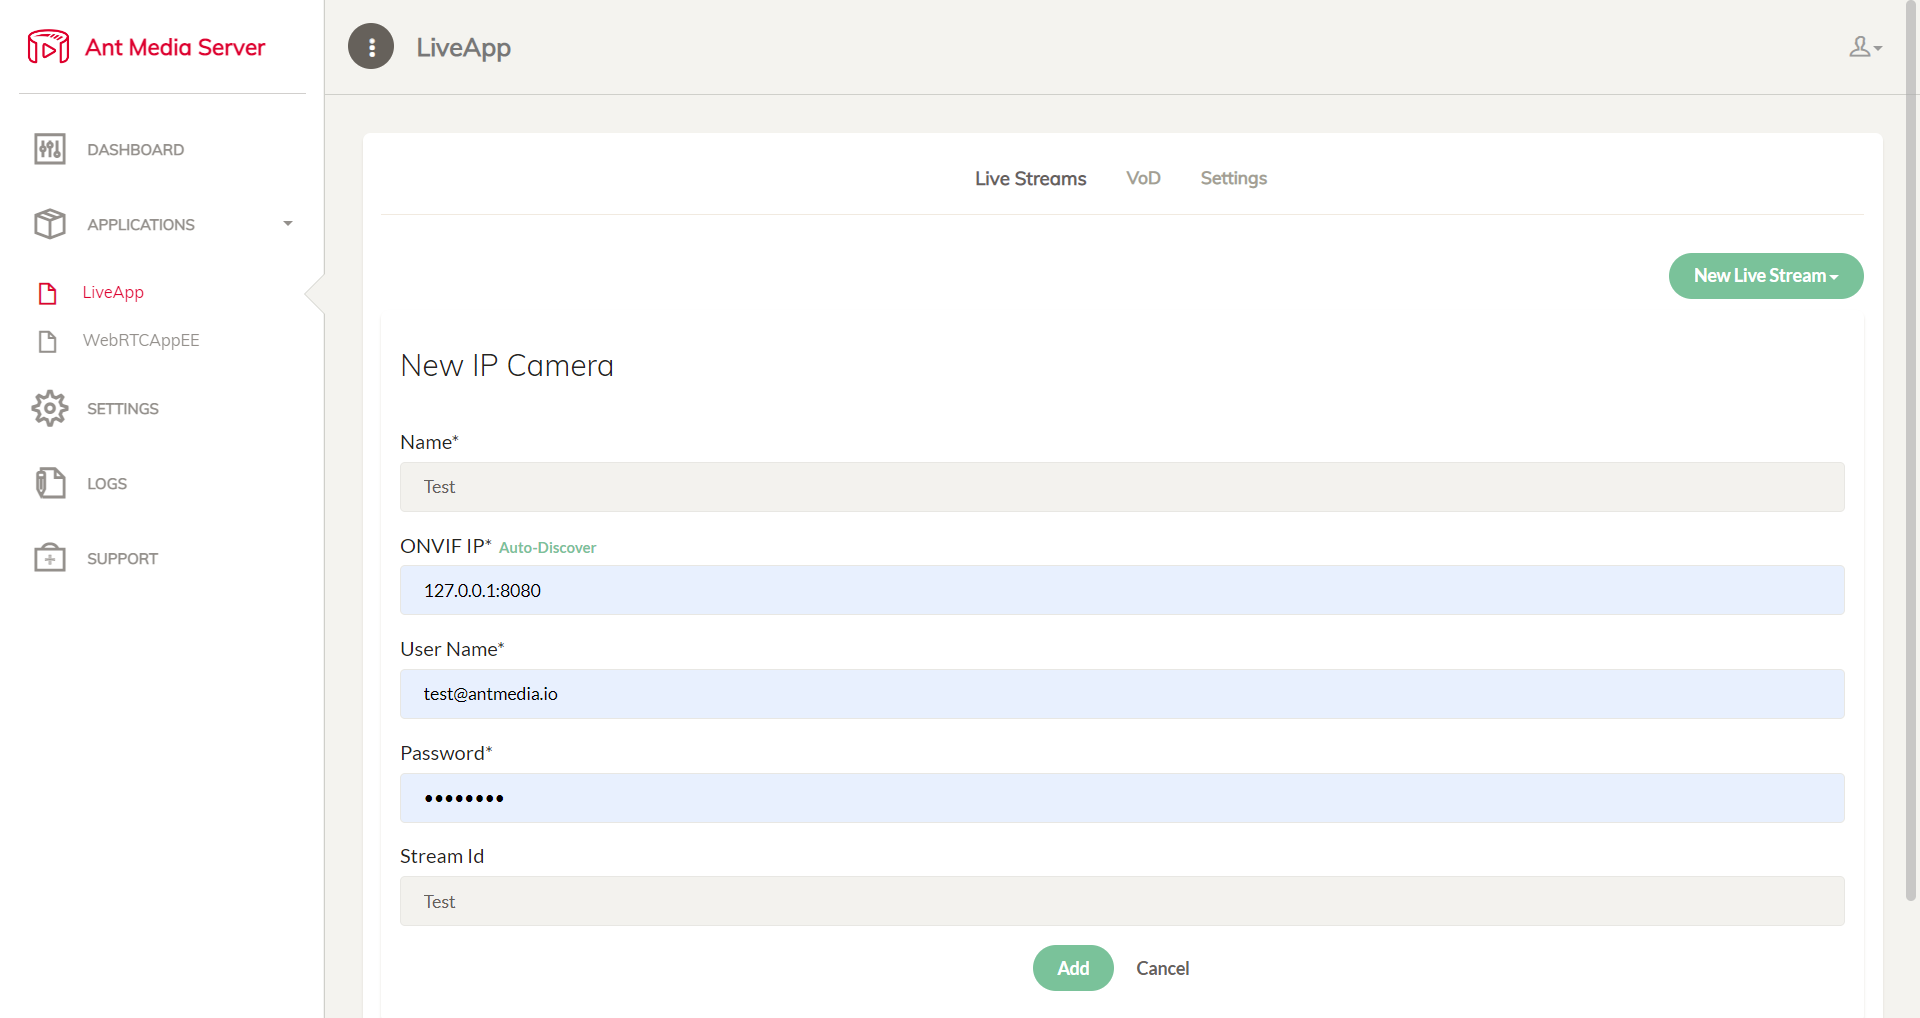 Ant Media Server
LiveApp
DASHBOARD
APPLICATIONS
LiveApp
WebRTCAppEE
SETTINGS
LOGS
SUPPORT
Live Streams VoD Settings
New Live Stream
New IP Camera
Name*
Test
ONVIF IP* Auto-Discover
127.0.0.1:8080
User Name*
test@antmedia.io
Password*
••••••••
Stream Id
Test
Add Cancel